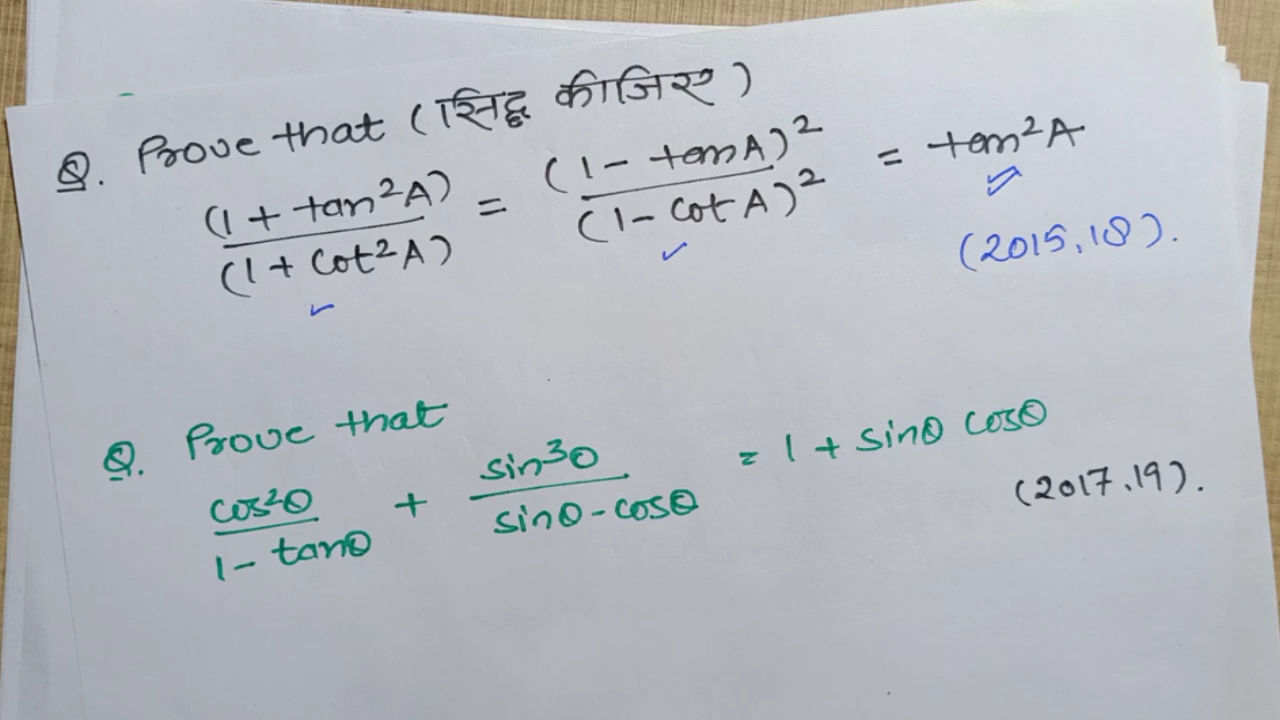 Q. Prove that (सिद्ध कीजिए)
(1 + tan²A) / (1 + cot²A) = (1 - tanA)² / (1 - cot A)² = tan²A
(2015,18).
Q. Prove that
cos²θ / 1 - tanθ + sin³θ / sinθ - cosθ = 1 + sinθ cosθ
(2017,19).